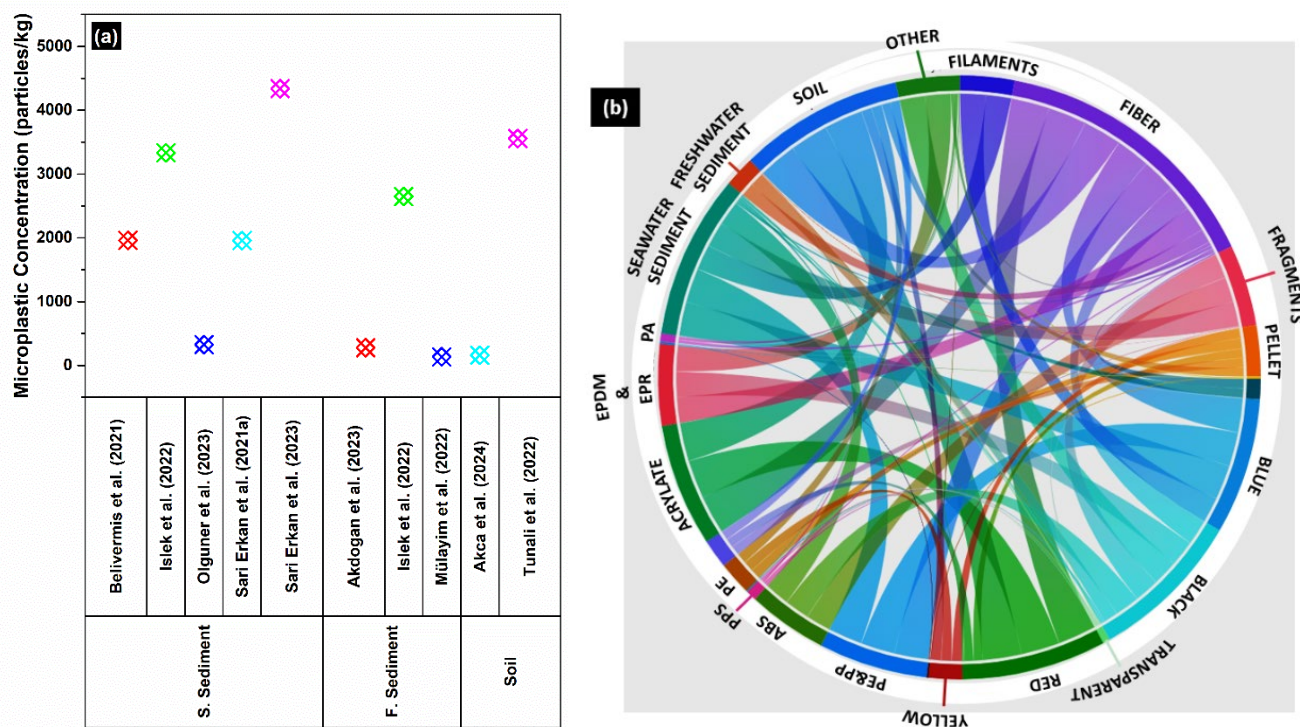 (a)
Microplastic Concentration (particles/kg)
5000
4000
3000
2000
1000
0
Belivermis et al. (2021)
Islek et al. (2022)
Olguner et al. (2023)
Sari Erkan et al. (2021a)
Sari Erkan et al. (2023)
Akdogan et al. (2023)
Islek et al. (2022)
Mülayim et al. (2022)
Akca et al. (2024)
Tunali et al. (2022)
S. Sediment
F. Sediment
Soil
(b)
OTHER
FILAMENTS
FIBER
FRAGMENTS
PELLET
BLUE
BLACK
TRANSPARENT
RED
YELLOW
PE&PP
ABS
PPS
PE
ACRYLATE
EPDM
&
EPR
PA
SEAWATER
SEDIMENT
FRESHWATER
SEDIMENT
SOIL